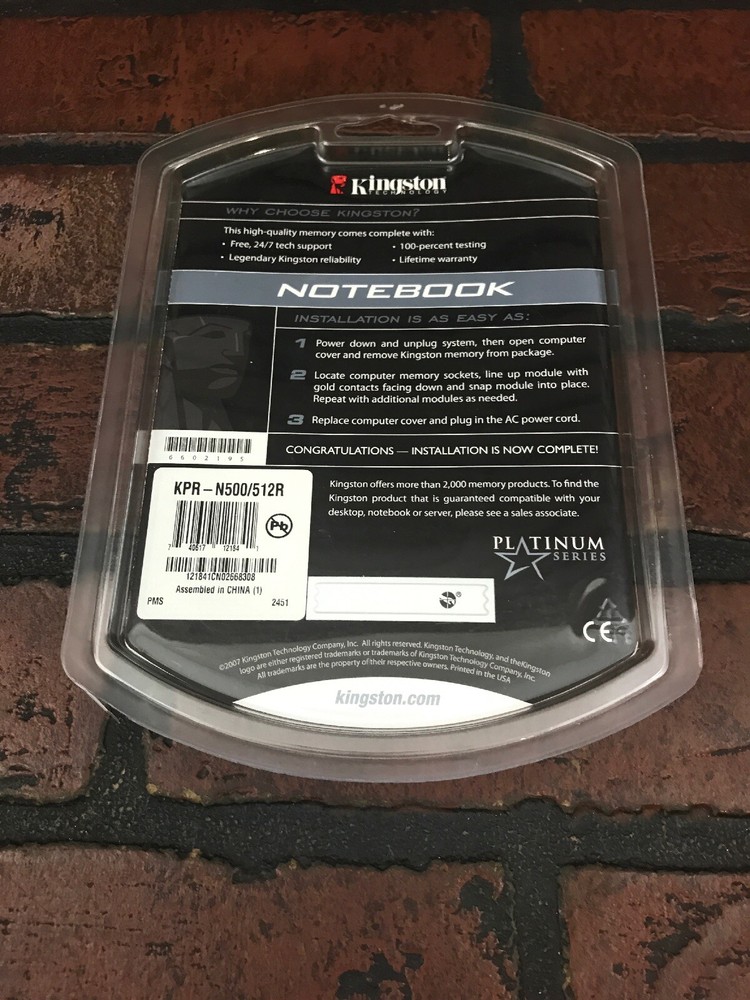 Kingston
TECHNOLOGY
WHY CHOOSE KINGSTON?
This high-quality memory comes complete with:
• Free, 24/7 tech support
• 100-percent testing
• Legendary Kingston reliability
• Lifetime warranty
NOTEBOOK
INSTALLATION IS AS EASY AS:
1 Power down and unplug system, then open computer
cover and remove Kingston memory from package.
2 Locate computer memory sockets, line up module with
gold contacts facing down and snap module into place.
Repeat with additional modules as needed.
3 Replace computer cover and plug in the AC power cord.
6602195
CONGRATULATIONS — INSTALLATION IS NOW COMPLETE!
KPR – N500/512R
Pb
7 40617 12184 1
121841CN02668308
Assembled in CHINA (1)
PMS 2451
Kingston offers more than 2,000 memory products. To find the
Kingston product that is guaranteed compatible with your
desktop, notebook or server, please see a sales associate.
PLATINUM
SERIES
CE
©2007 Kingston Technology Company, Inc. All rights reserved. Kingston Technology, and theKingston
logo are either registered trademarks or trademarks of Kingston Technology Company, Inc.
All trademarks are the property of their respective owners. Printed in the USA
kingston.com